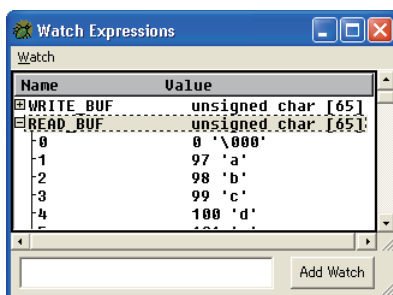 Watch Expressions
Watch
Name Value
WRITE_BUF unsigned char [65]
READ_BUF unsigned char [65]
0 0 '\000'
1 97 'a'
2 98 'b'
3 99 'c'
4 100 'd'
Add Watch